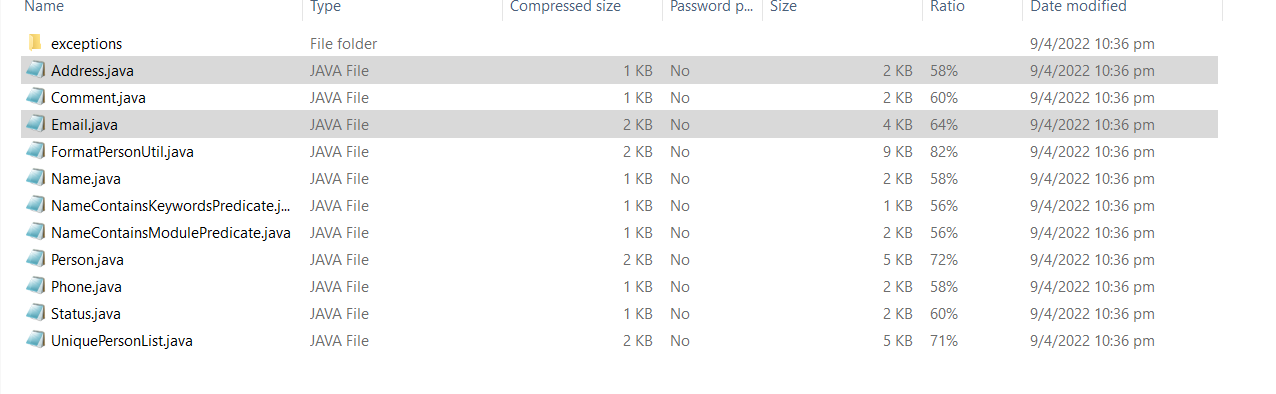 Name Type Compressed size Password p... Size Ratio Date modified
exceptions File folder 9/4/2022 10:36 pm
Address.java JAVA File 1 KB No 2 KB 58% 9/4/2022 10:36 pm
Comment.java JAVA File 1 KB No 2 KB 60% 9/4/2022 10:36 pm
Email.java JAVA File 2 KB No 4 KB 64% 9/4/2022 10:36 pm
FormatPersonUtil.java JAVA File 2 KB No 9 KB 82% 9/4/2022 10:36 pm
Name.java JAVA File 1 KB No 2 KB 58% 9/4/2022 10:36 pm
NameContainsKeywordsPredicate.j... JAVA File 1 KB No 1 KB 56% 9/4/2022 10:36 pm
NameContainsModulePredicate.java JAVA File 1 KB No 2 KB 56% 9/4/2022 10:36 pm
Person.java JAVA File 2 KB No 5 KB 72% 9/4/2022 10:36 pm
Phone.java JAVA File 1 KB No 2 KB 58% 9/4/2022 10:36 pm
Status.java JAVA File 1 KB No 2 KB 60% 9/4/2022 10:36 pm
UniquePersonList.java JAVA File 2 KB No 5 KB 71% 9/4/2022 10:36 pm